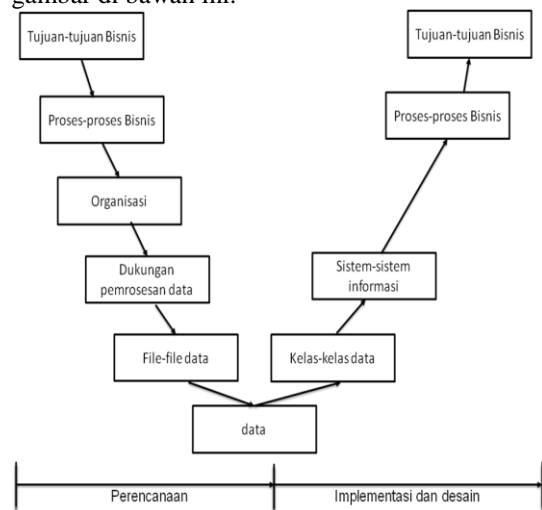 gambar di bawah ini.
Tujuan-tujuan Bisnis
Proses-proses Bisnis
Organisasi
Dukungan
pemrosesan data
File-file data
data
Kelas-kelas data
Sistem-sistem
informasi
Proses-proses Bisnis
Tujuan-tujuan Bisnis
Perencanaan
Implementasi dan desain